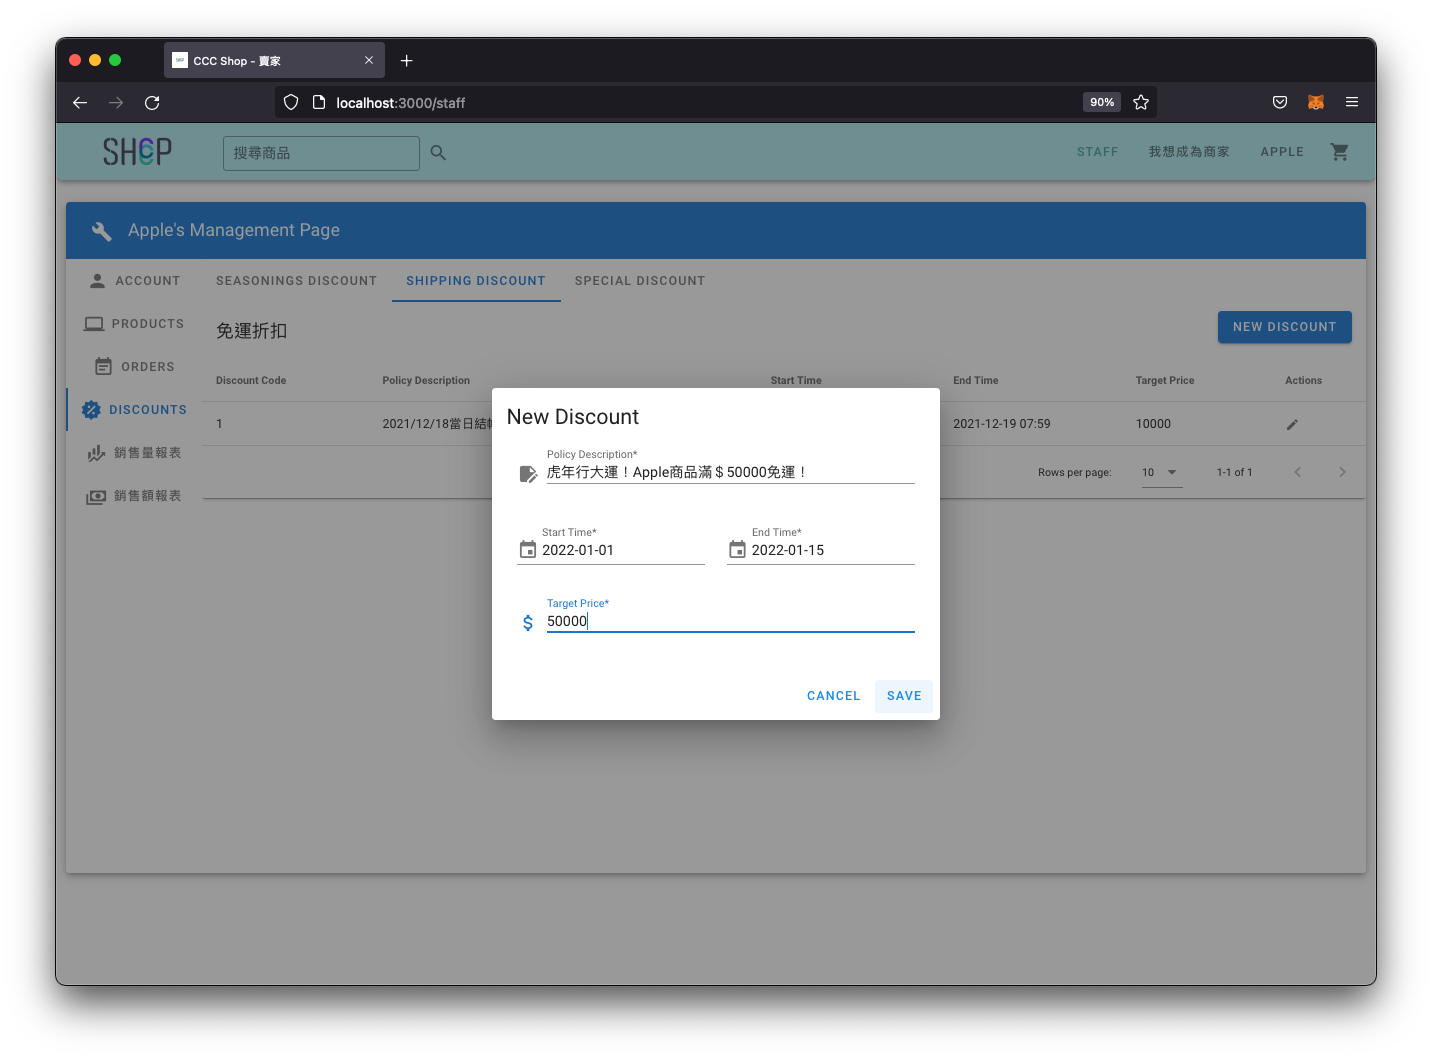 CCC Shop - 賣家
localhost:3000/staff
90%
SHCP
搜尋商品
STAFF
我想成為商家
APPLE
Apple's Management Page
ACCOUNT
PRODUCTS
ORDERS
DISCOUNTS
銷售量報表
銷售額報表
SEASONINGS DISCOUNT
SHIPPING DISCOUNT
SPECIAL DISCOUNT
免運折扣
NEW DISCOUNT
Discount Code Policy Description Start Time End Time Target Price Actions
1 2021/12/18當日結 2021-12-19 07:59 10000
Rows per page: 10 1-1 of 1
New Discount
Policy Description*
虎年行大運！Apple商品滿＄50000免運！
Start Time*
2022-01-01
End Time*
2022-01-15
Target Price*
50000
CANCEL
SAVE